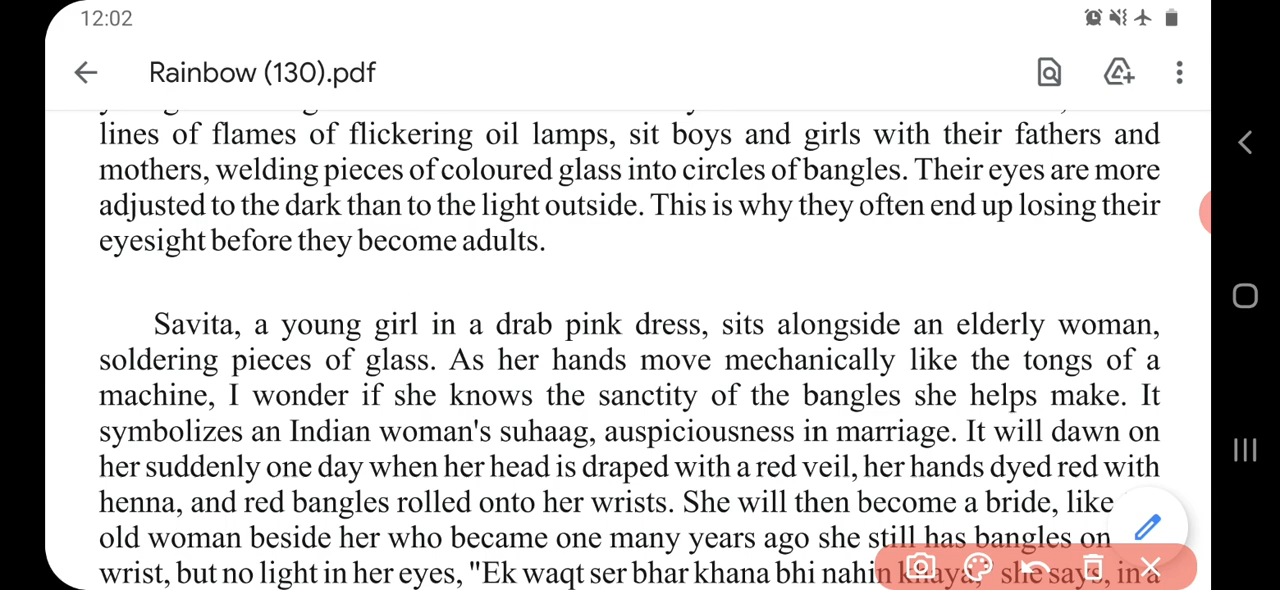 12:02
Rainbow (130).pdf
lines of flames of flickering oil lamps, sit boys and girls with their fathers and
mothers, welding pieces of coloured glass into circles of bangles. Their eyes are more
adjusted to the dark than to the light outside. This is why they often end up losing their
eyesight before they become adults.
Savita, a young girl in a drab pink dress, sits alongside an elderly woman,
soldering pieces of glass. As her hands move mechanically like the tongs of a
machine, I wonder if she knows the sanctity of the bangles she helps make. It
symbolizes an Indian woman's suhaag, auspiciousness in marriage. It will dawn on
her suddenly one day when her head is draped with a red veil, her hands dyed red with
henna, and red bangles rolled onto her wrists. She will then become a bride, like
old woman beside her who became one many years ago she still has bangles on
wrist, but no light in her eyes, "Ek waqt ser bhar khana bhi nahin khaya," she says, in a